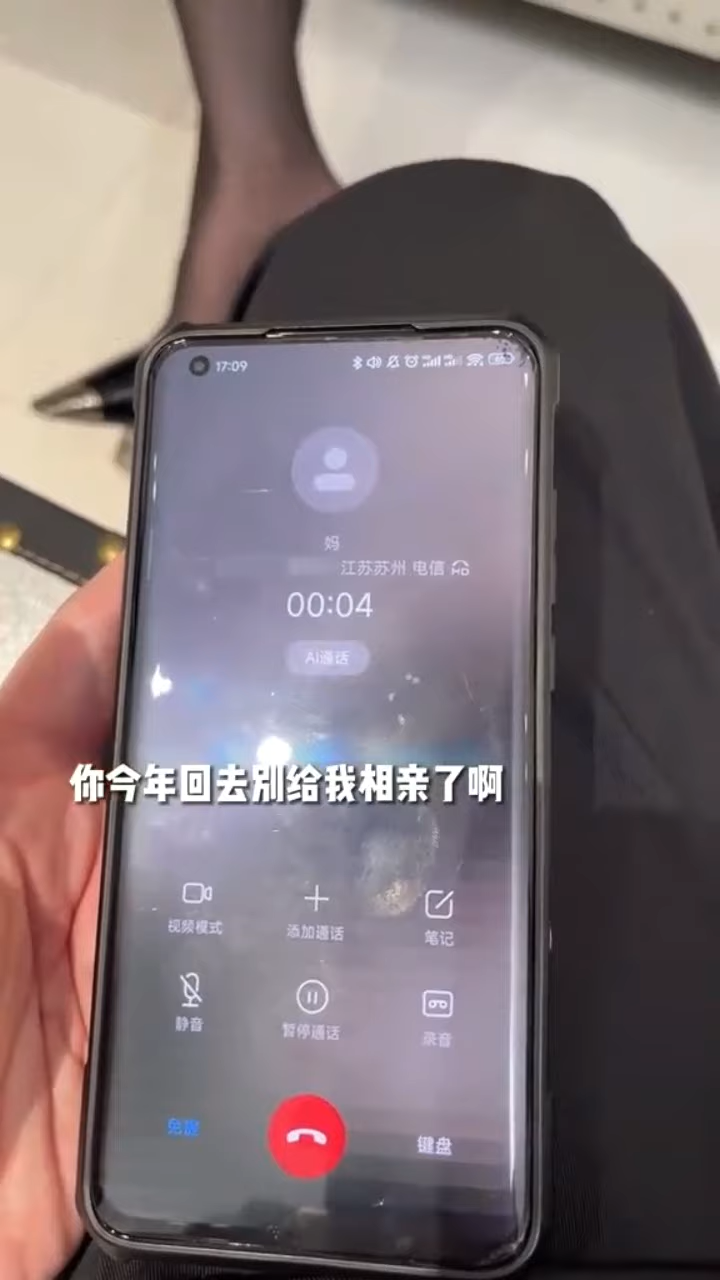 17:09
妈
江苏苏州 电信 HD
00:04
AI通话
你今年回去别给我相亲了啊
视频模式 添加通话 笔记
静音 暂停通话 录音
免提 键盘